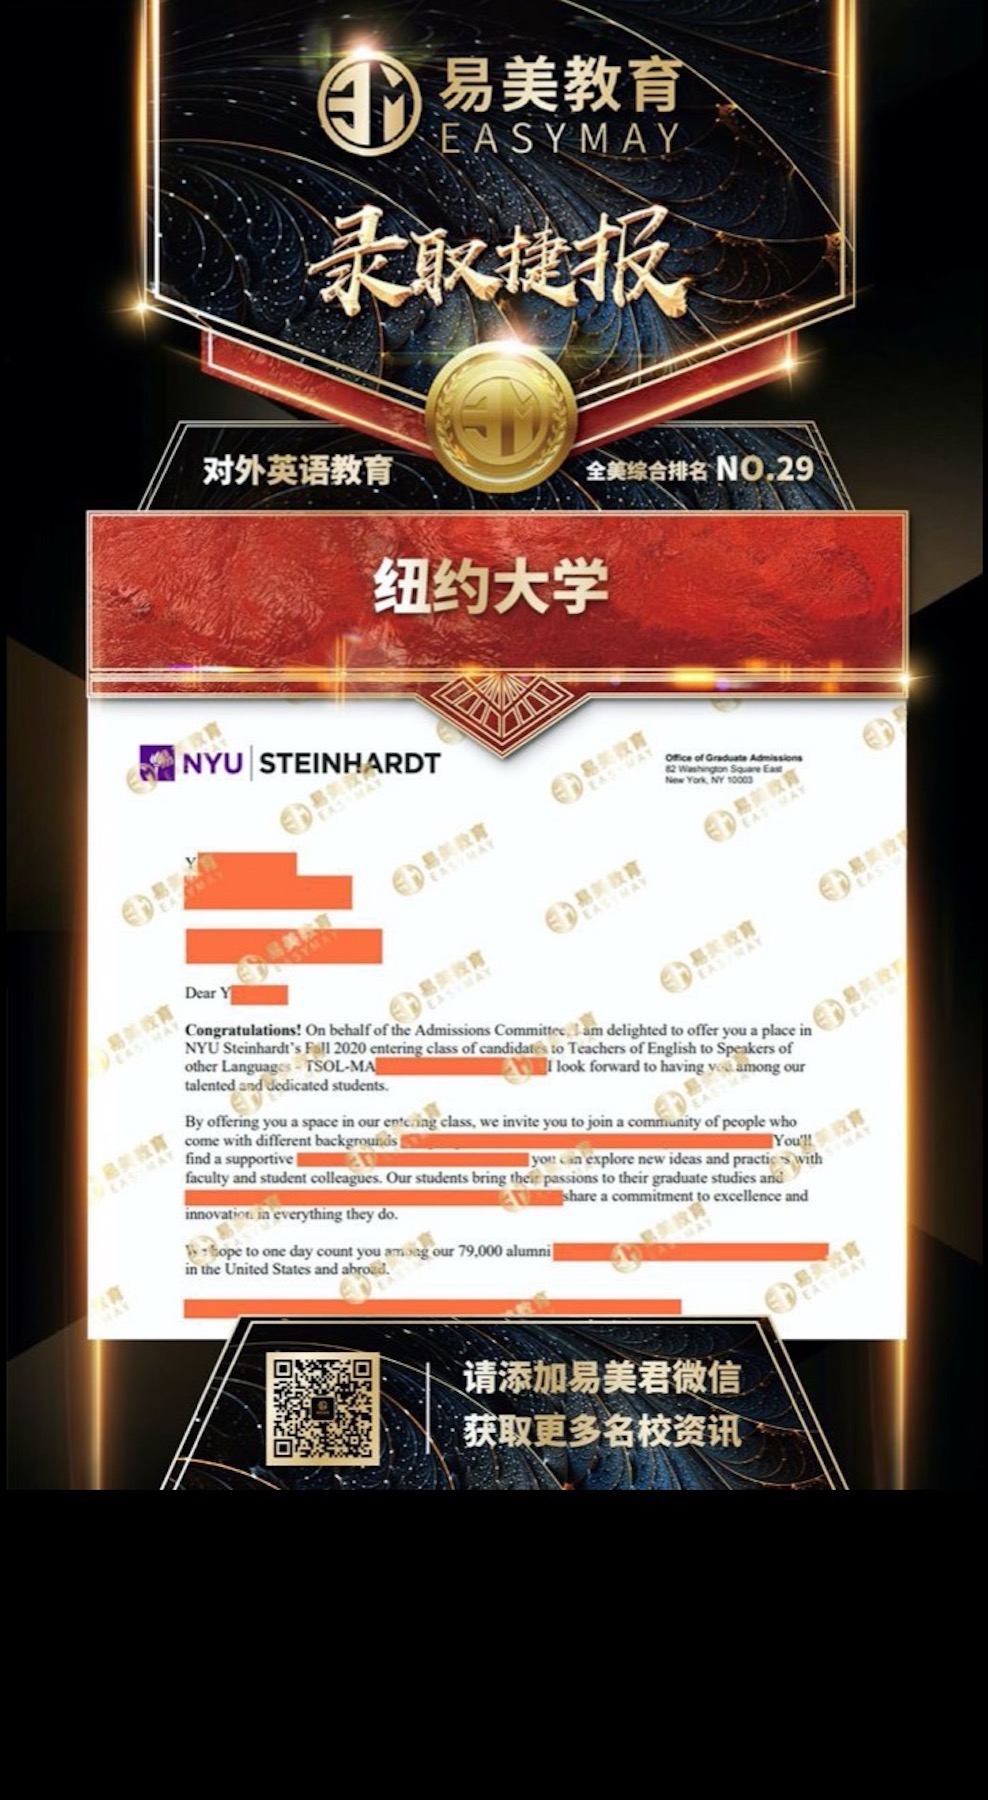 易美教育
EASYMAY
录取捷报
对外英语教育
全美综合排名 NO.29
纽约大学
NYU STEINHARDT
Office of Graduate Admissions
82 Washington Square East
New York, NY 10003
Y
Dear Y
Congratulations! On behalf of the Admissions Committee, I am delighted to offer you a place in
NYU Steinhardt's Fall 2020 entering class of candidates to Teachers of English to Speakers of
other Languages - TSOL-MA I look forward to having you among our
talented and dedicated students.
By offering you a space in our entering class, we invite you to join a community of people who
come with different backgrounds You'll
find a supportive you can explore new ideas and practices with
faculty and student colleagues. Our students bring their passions to their graduate studies and
share a commitment to excellence and
innovation in everything they do.
We hope to one day count you among our 79,000 alumni
in the United States and abroad.
请添加易美君微信
获取更多名校资讯